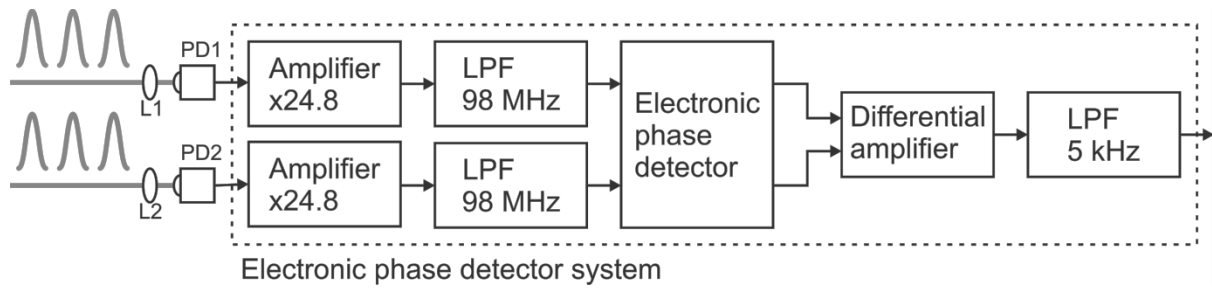 PD1
L1
Amplifier
x24.8
LPF
98 MHz
PD2
L2
Amplifier
x24.8
LPF
98 MHz
Electronic
phase
detector
Differential
amplifier
LPF
5 kHz
Electronic phase detector system